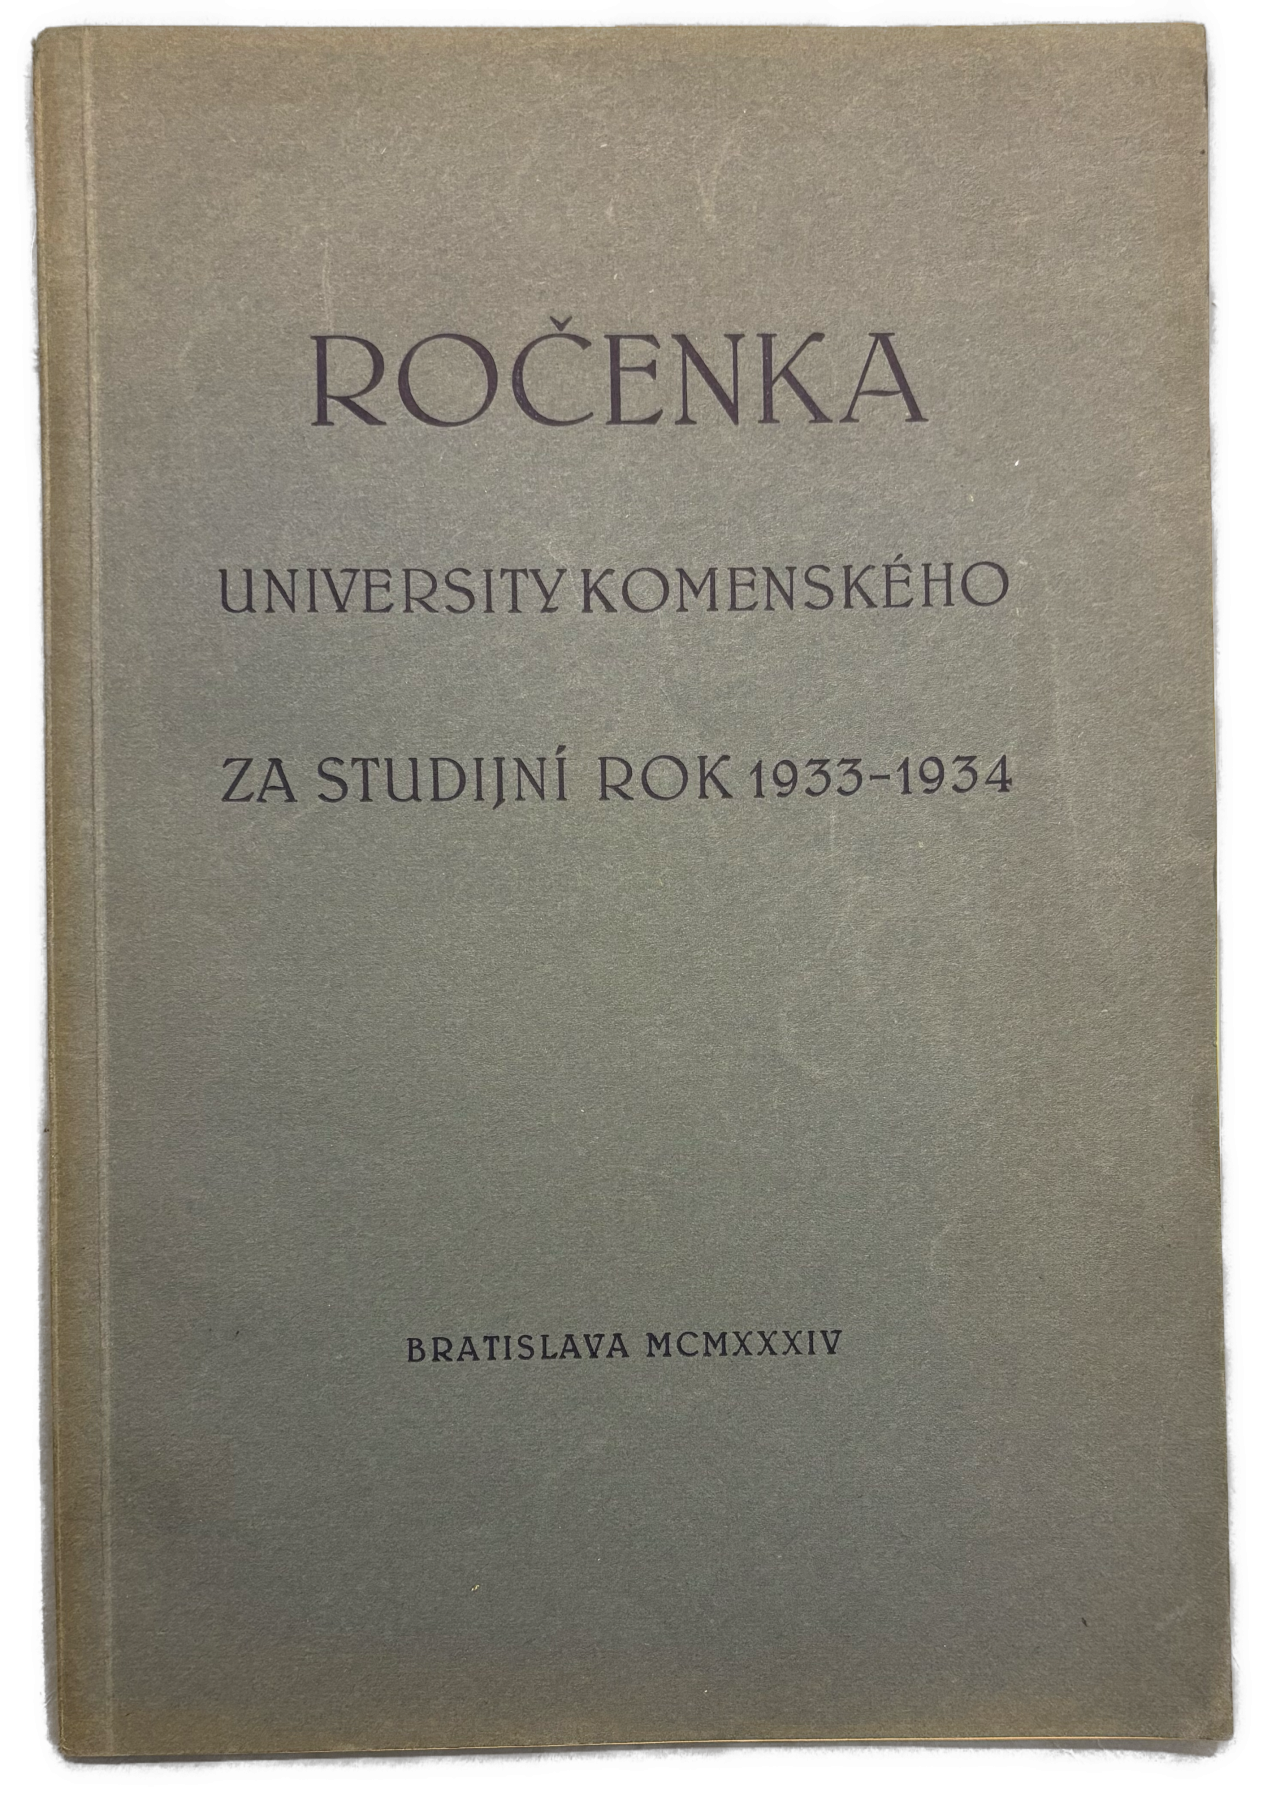 ROČENKA
UNIVERSITY KOMENSKÉHO
ZA STUDIJNÍ ROK 1933-1934
BRATISLAVA MCMXXXIV